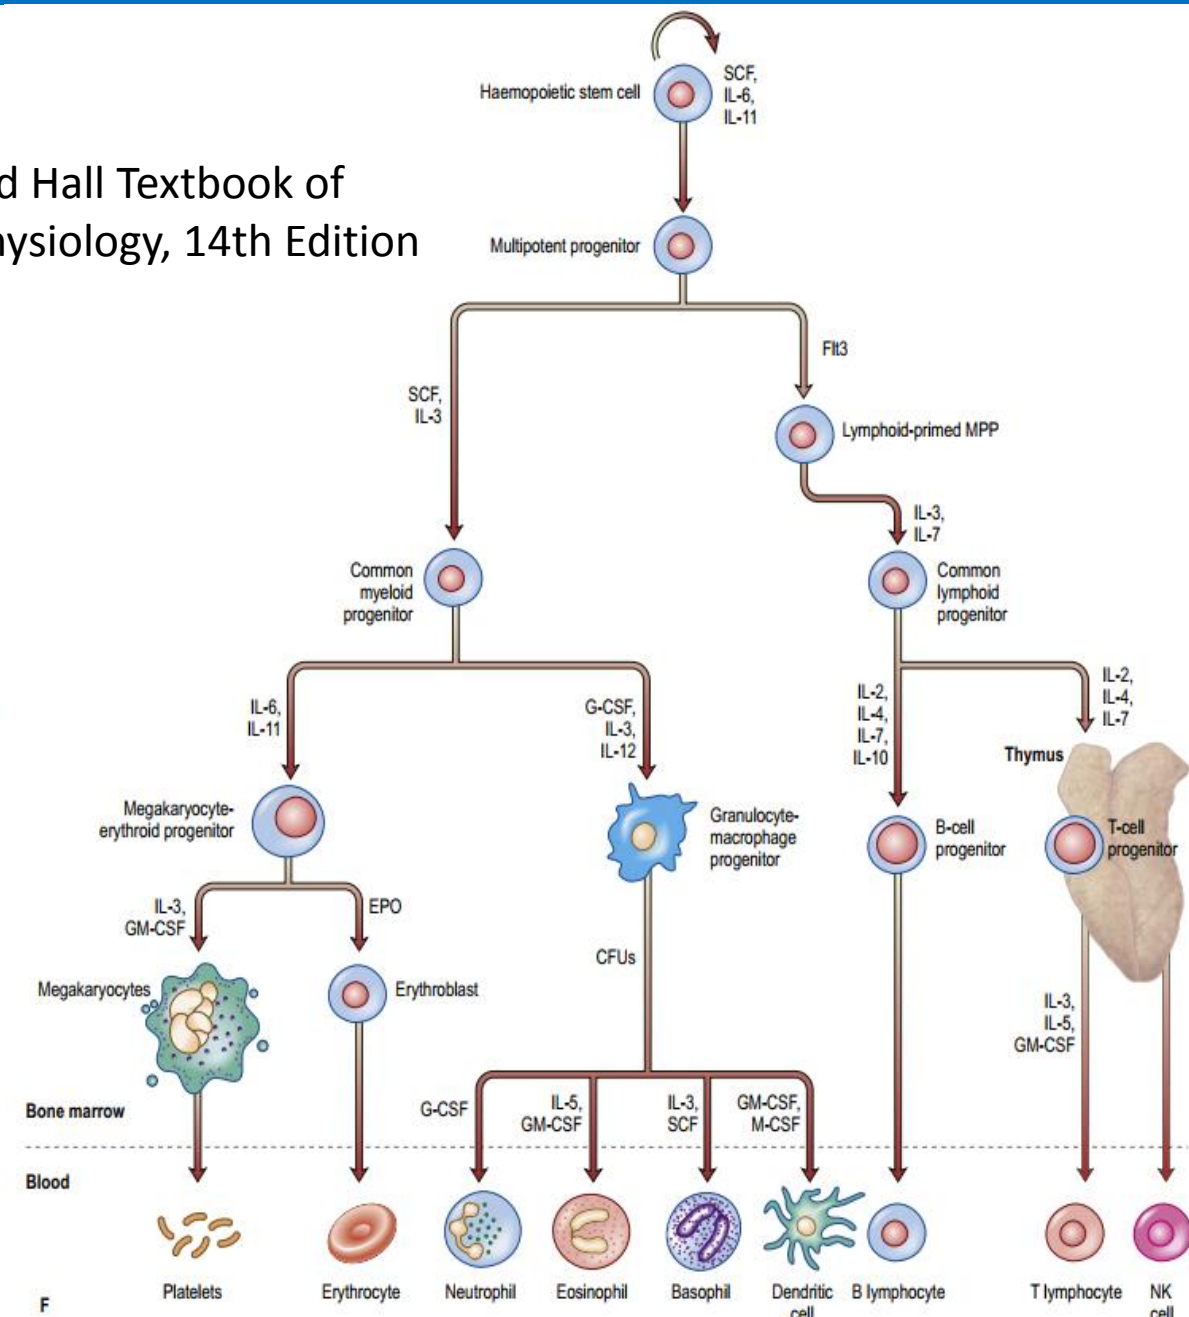 Haemopoietic stem cell
SCF,
IL-6,
IL-11
d Hall Textbook of
ysiology, 14th Edition
Multipotent progenitor
Flt3
SCF,
IL-3
Lymphoid-primed MPP
IL-3,
IL-7
Common
myeloid
progenitor
Common
lymphoid
progenitor
IL-6,
IL-11
G-CSF,
IL-3,
IL-12
IL-2,
IL-4,
IL-7,
IL-10
IL-2,
IL-4,
IL-7
Thymus
Megakaryocyte-
erythroid progenitor
Granulocyte-
macrophage
progenitor
B-cell
progenitor
T-cell
progenitor
IL-3,
GM-CSF
EPO
CFUs
Megakaryocytes
Erythroblast
IL-3,
IL-5,
GM-CSF
Bone marrow
G-CSF
IL-5,
GM-CSF
IL-3,
SCF
GM-CSF,
M-CSF
Blood
Platelets
Erythrocyte
Neutrophil
Eosinophil
Basophil
Dendritic
cell
B lymphocyte
T lymphocyte
NK
cell
F